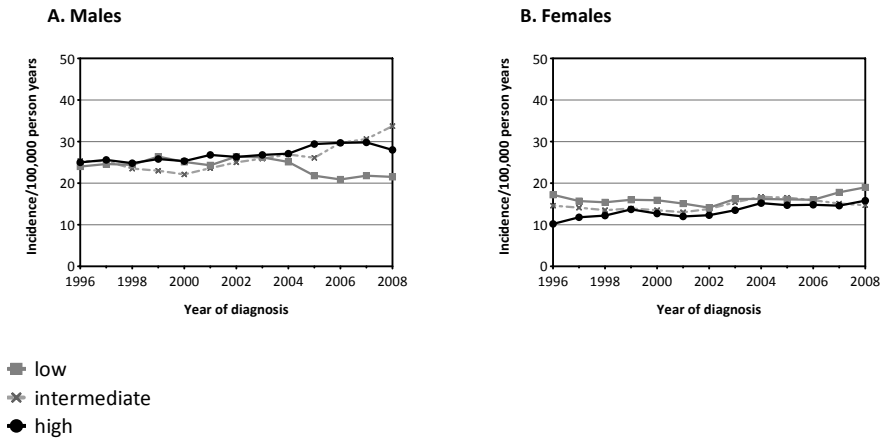 A. Males
Incidence/100,000 person years
50
40
30
20
10
0
1996 1998 2000 2002 2004 2006 2008
Year of diagnosis
B. Females
Incidence/100,000 person years
50
40
30
20
10
0
1996 1998 2000 2002 2004 2006 2008
Year of diagnosis
low
intermediate
high